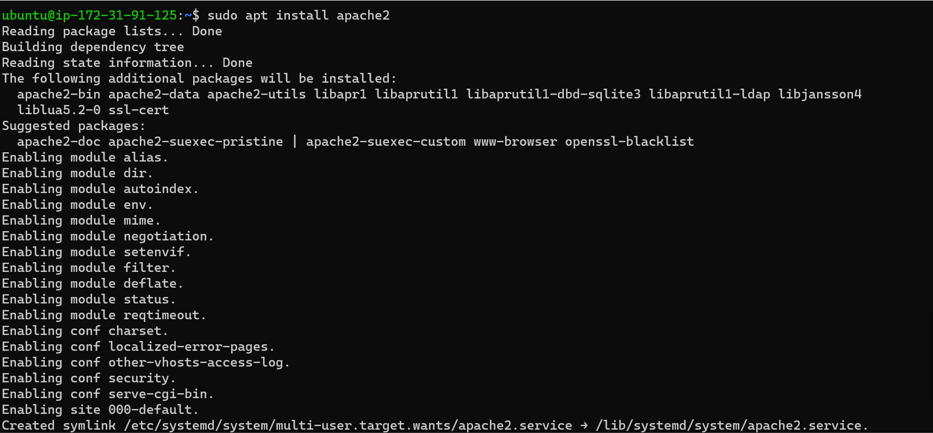 ubuntu@ip-172-31-91-125:~$ sudo apt install apache2
Reading package lists... Done
Building dependency tree
Reading state information... Done
The following additional packages will be installed:
  apache2-bin apache2-data apache2-utils libapr1 libaprutil1 libaprutil1-dbd-sqlite3 libaprutil1-ldap libjansson4
  liblua5.2-0 ssl-cert
Suggested packages:
  apache2-doc apache2-suexec-pristine | apache2-suexec-custom www-browser openssl-blacklist
Enabling module alias.
Enabling module dir.
Enabling module autoindex.
Enabling module env.
Enabling module mime.
Enabling module negotiation.
Enabling module setenvif.
Enabling module filter.
Enabling module deflate.
Enabling module status.
Enabling module reqtimeout.
Enabling conf charset.
Enabling conf localized-error-pages.
Enabling conf other-vhosts-access-log.
Enabling conf security.
Enabling conf serve-cgi-bin.
Enabling site 000-default.
Created symlink /etc/systemd/system/multi-user.target.wants/apache2.service → /lib/systemd/system/apache2.service.